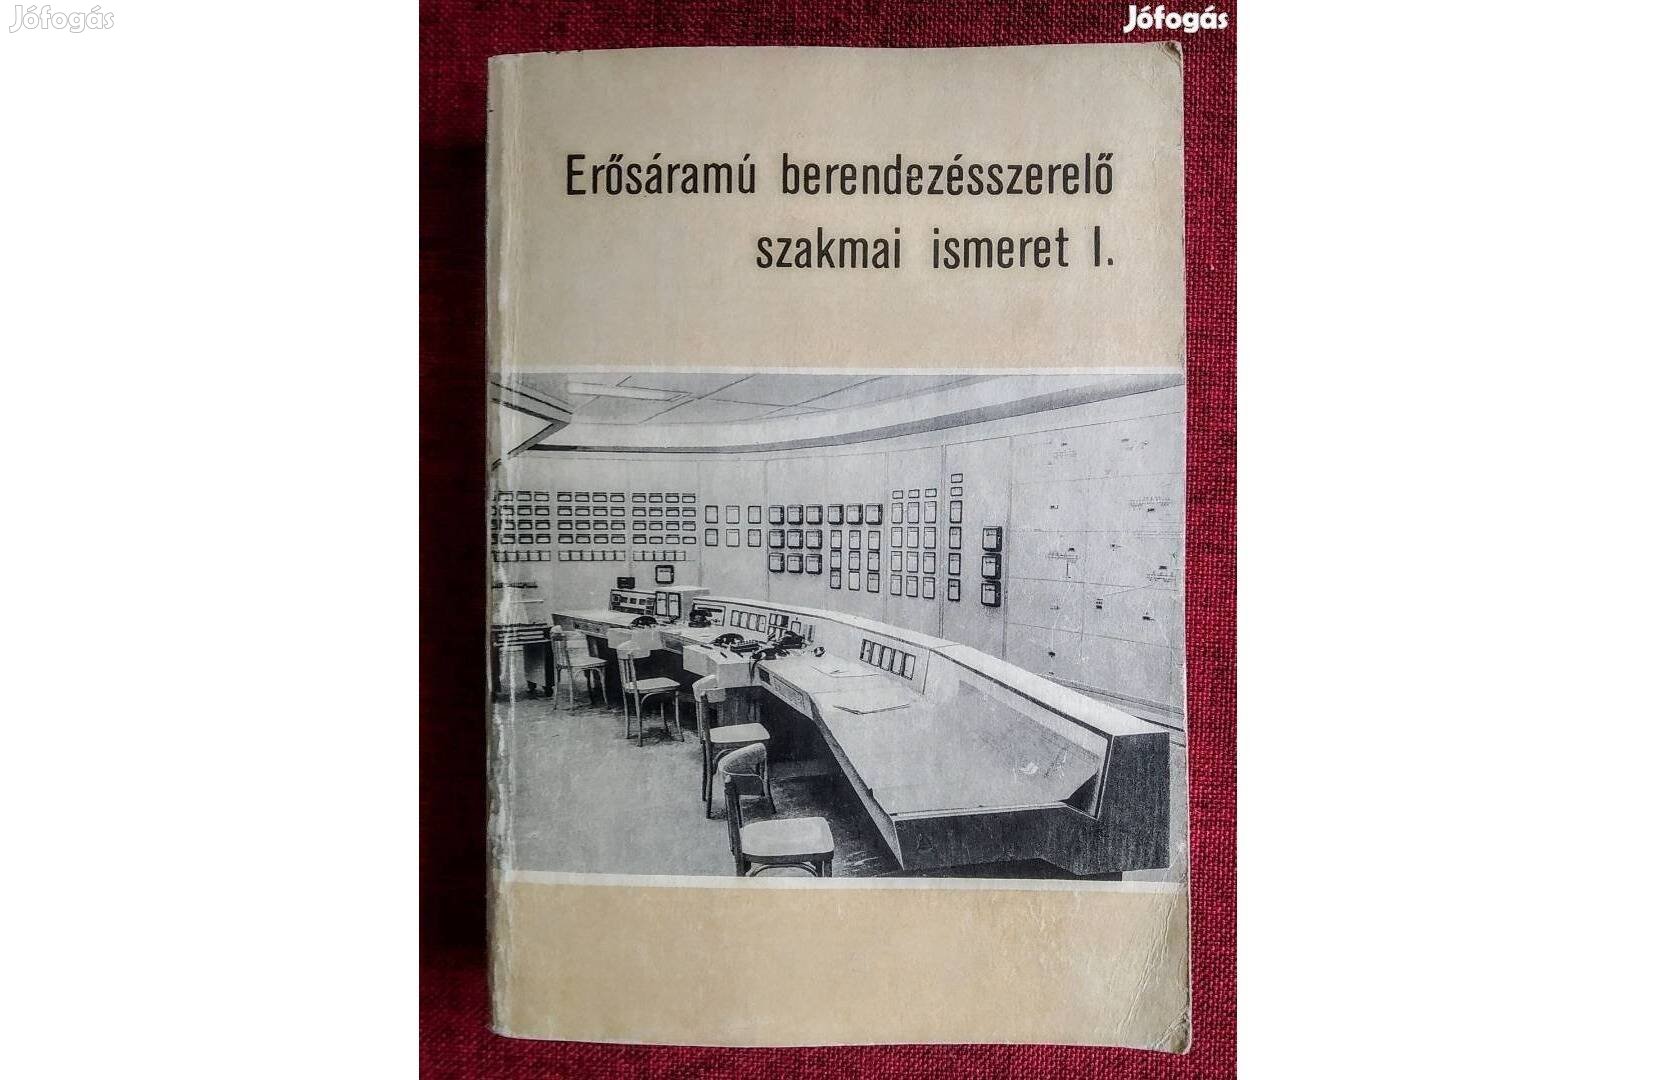 Jófogás
Jófogás
Erősáramú berendezésszerelő
szakmai ismeret I.